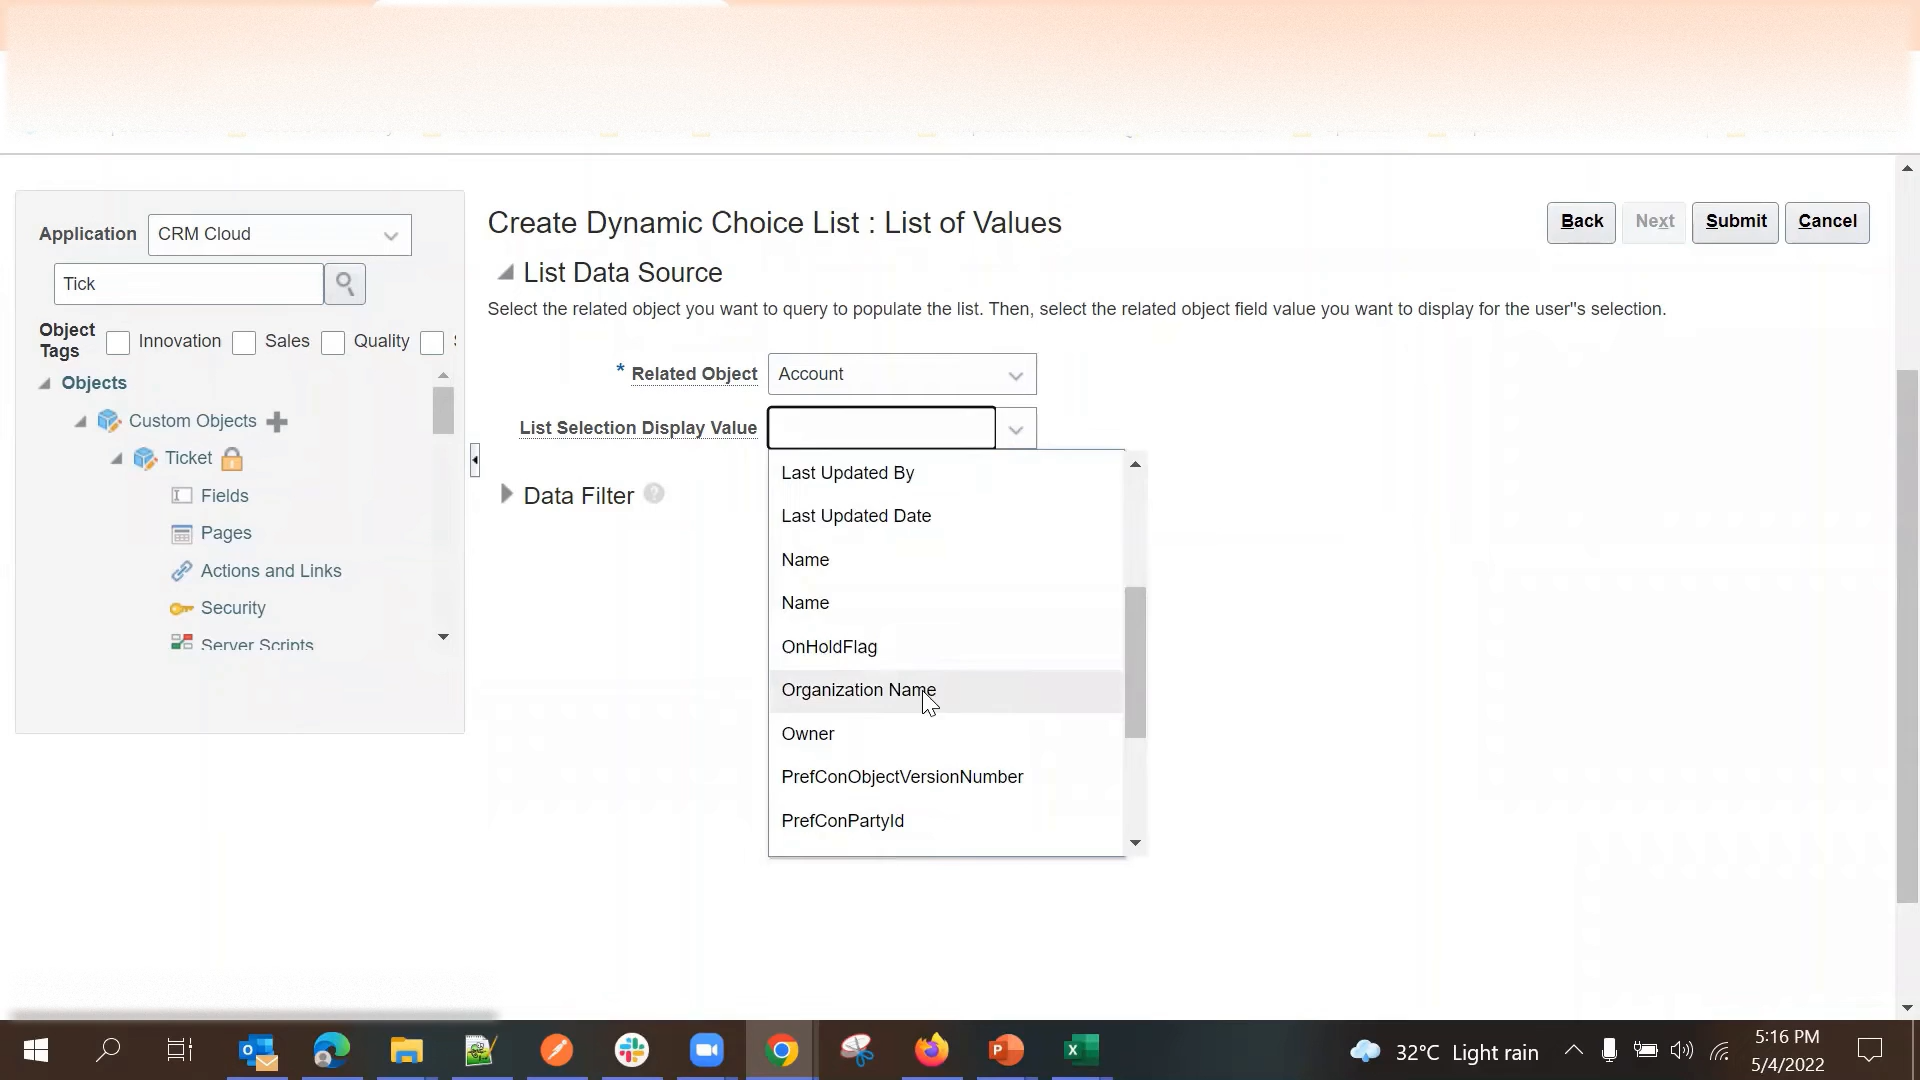 Create Dynamic Choice List : List of Values
Back
Next
Submit
Cancel
Application
CRM Cloud
Tick
Object Tags
Innovation
Sales
Quality
Objects
Custom Objects
Ticket
Fields
Pages
Actions and Links
Security
Server Scripts
List Data Source
Select the related object you want to query to populate the list. Then, select the related object field value you want to display for the user"s selection.
* Related Object
Account
List Selection Display Value
Data Filter
?
Last Updated By
Last Updated Date
Name
Name
OnHoldFlag
Organization Name
Owner
PrefConObjectVersionNumber
PrefConPartyId
32°C Light rain
5:16 PM
5/4/2022